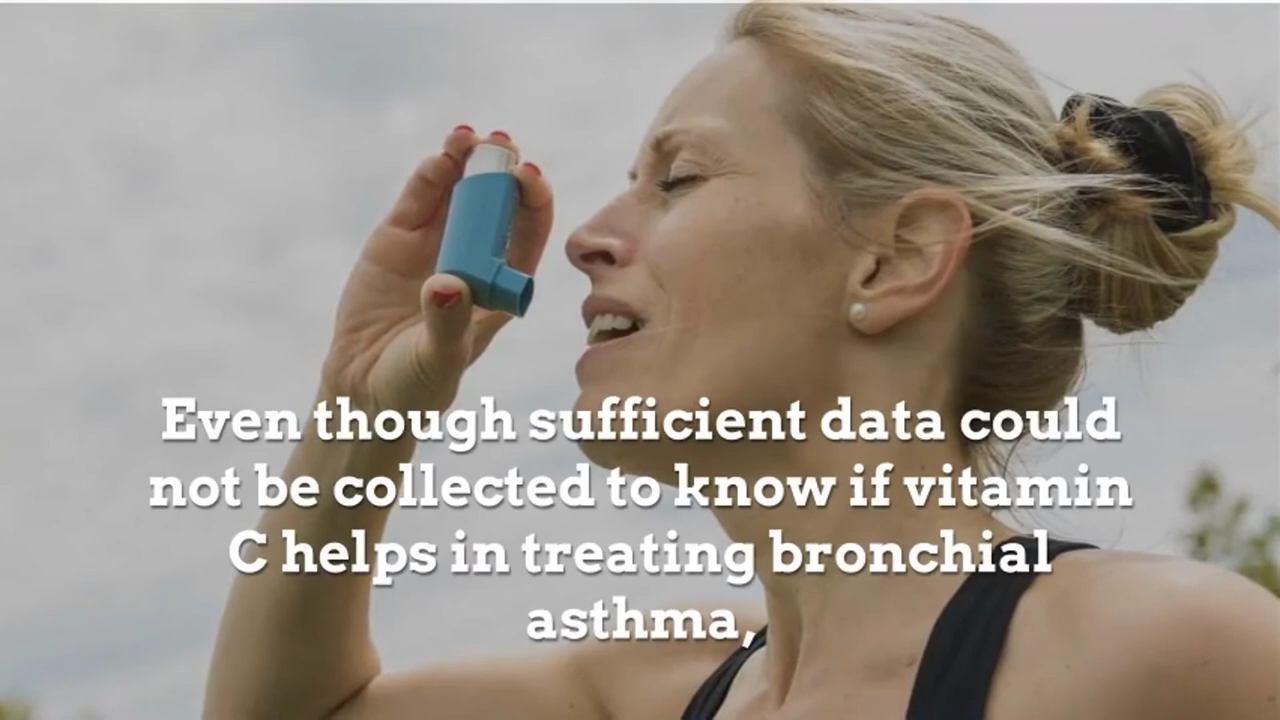 Even though sufficient data could
not be collected to know if vitamin
C helps in treating bronchial
asthma,